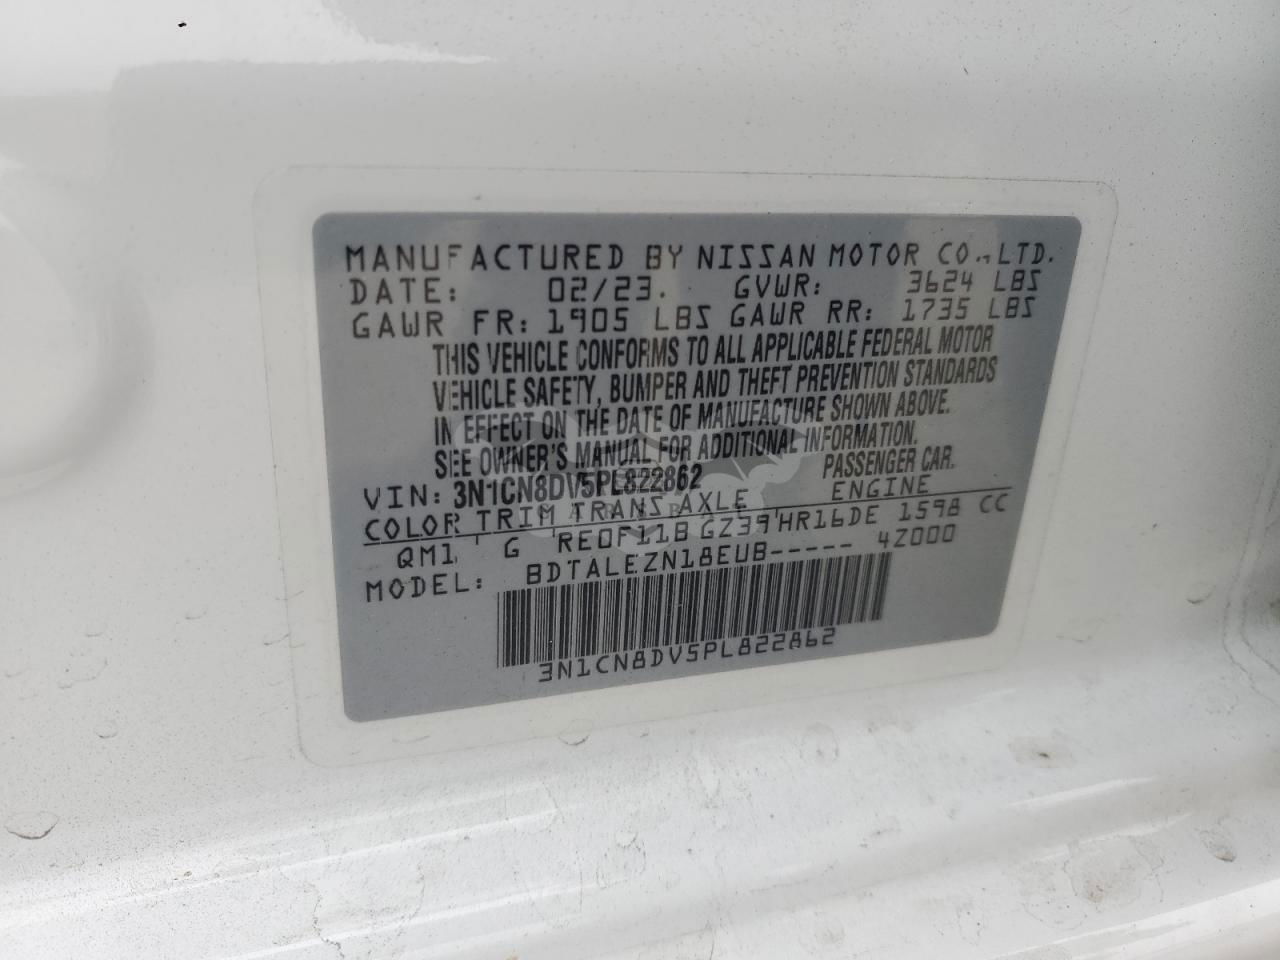 MANUFACTURED BY NISSAN MOTOR CO.,LTD.
DATE: 02/23. GVWR: 3624 LBS
GAWR FR: 1905 LBS GAWR RR: 1735 LBS
THIS VEHICLE CONFORMS TO ALL APPLICABLE FEDERAL MOTOR
VEHICLE SAFETY, BUMPER AND THEFT PREVENTION STANDARDS
IN EFFECT ON THE DATE OF MANUFACTURE SHOWN ABOVE.
SEE OWNER'S MANUAL FOR ADDITIONAL INFORMATION.
VIN: 3N1CN8DV5PL822862 PASSENGER CAR.
COLOR TRIM TRANS AXLE ENGINE
QM1 G RE0F11B GZ39 HR16DE 1598 CC
MODEL: BDTALEZN18EUB----- 4Z000
3N1CN8DV5PL822862